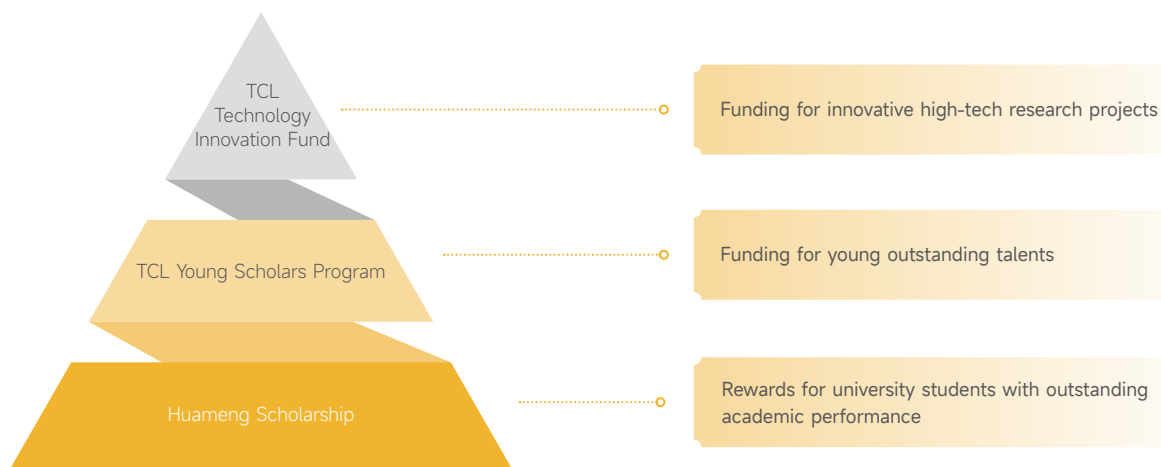 TCL
Technology
Innovation Fund
Funding for innovative high-tech research projects
TCL Young Scholars Program
Funding for young outstanding talents
Huameng Scholarship
Rewards for university students with outstanding
academic performance